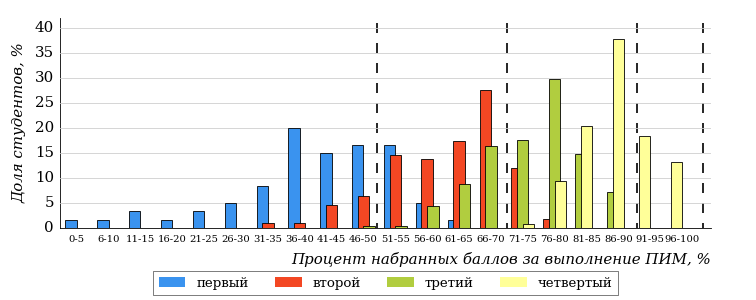 Доля студентов, %
40
35
30
25
20
15
10
5
0
0-5 6-10 11-15 16-20 21-25 26-30 31-35 36-40 41-45 46-50 51-55 56-60 61-65 66-70 71-75 76-80 81-85 86-90 91-95 96-100
Процент набранных баллов за выполнение ПИМ, %
первый второй третий четвертый